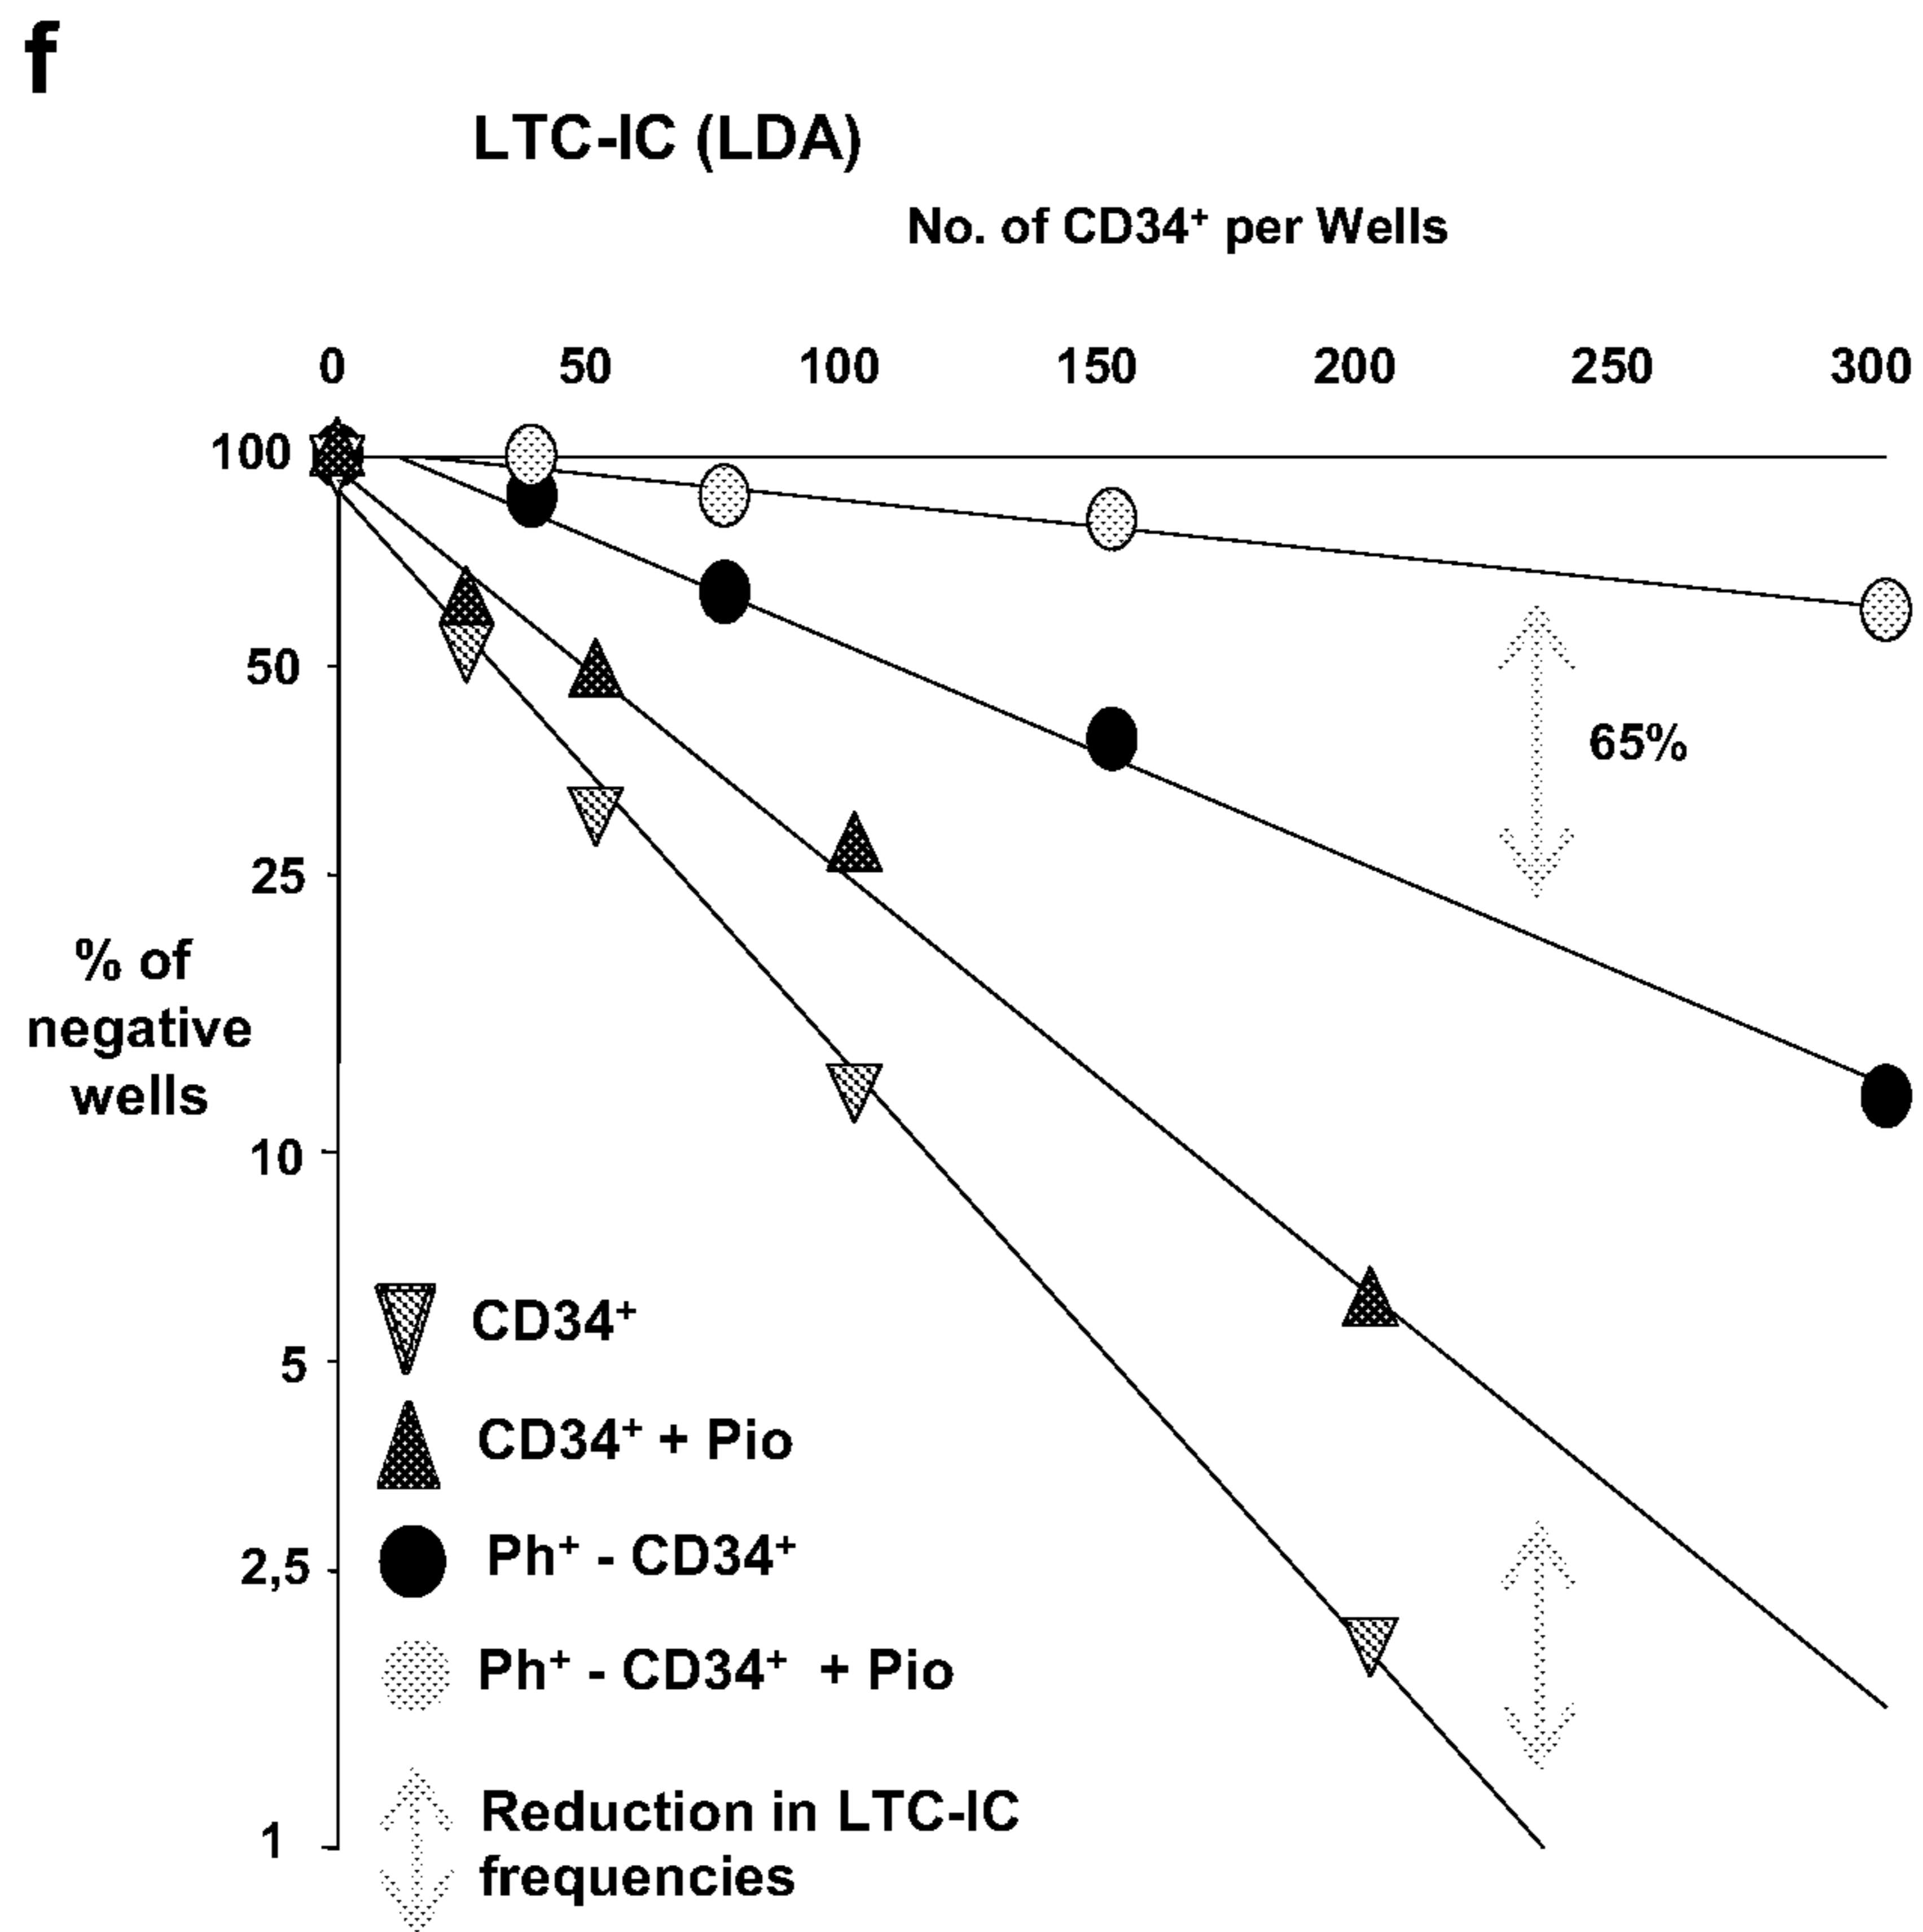 f
LTC-IC (LDA)
No. of CD34⁺ per Wells
0 50 100 150 200 250 300
100
50
65%
25
% of
negative
wells
10
5
2,5
1
CD34⁺
CD34⁺ + Pio
Ph⁺ - CD34⁺
Ph⁺ - CD34⁺ + Pio
Reduction in LTC-IC
frequencies